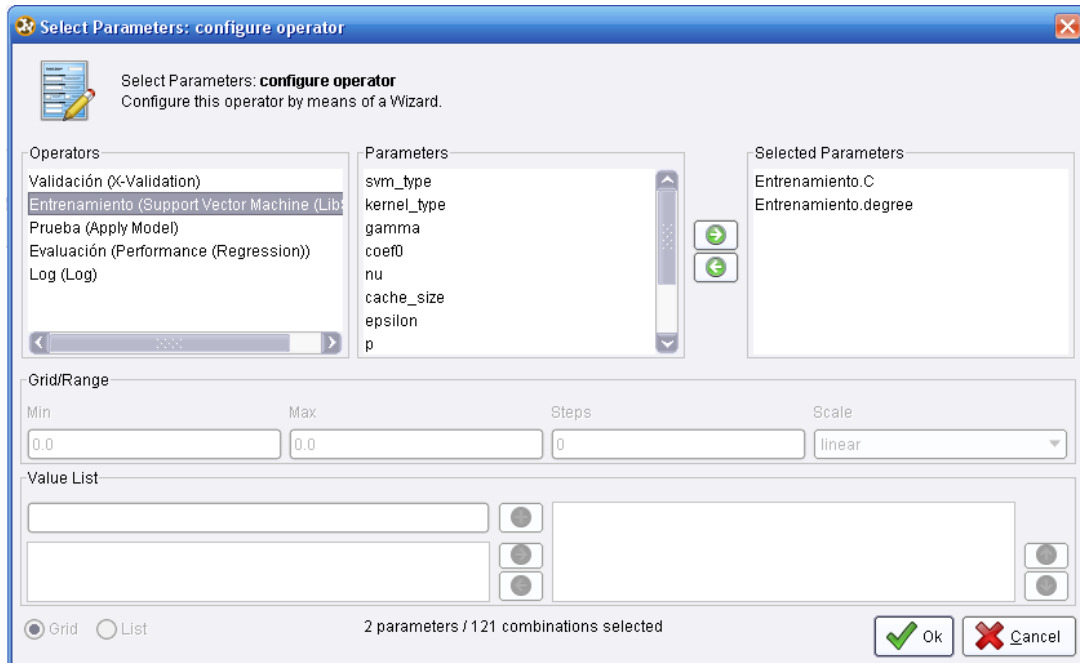 Select Parameters: configure operator
Select Parameters: configure operator
Configure this operator by means of a Wizard.
Operators
Validación (X-Validation)
Entrenamiento (Support Vector Machine (Lib
Prueba (Apply Model)
Evaluación (Performance (Regression))
Log (Log)
Parameters
svm_type
kernel_type
gamma
coef0
nu
cache_size
epsilon
p
Selected Parameters
Entrenamiento.C
Entrenamiento.degree
Grid/Range
Min Max Steps Scale
0.0 0.0 0 linear
Value List
Grid List 2 parameters / 121 combinations selected Ok Cancel